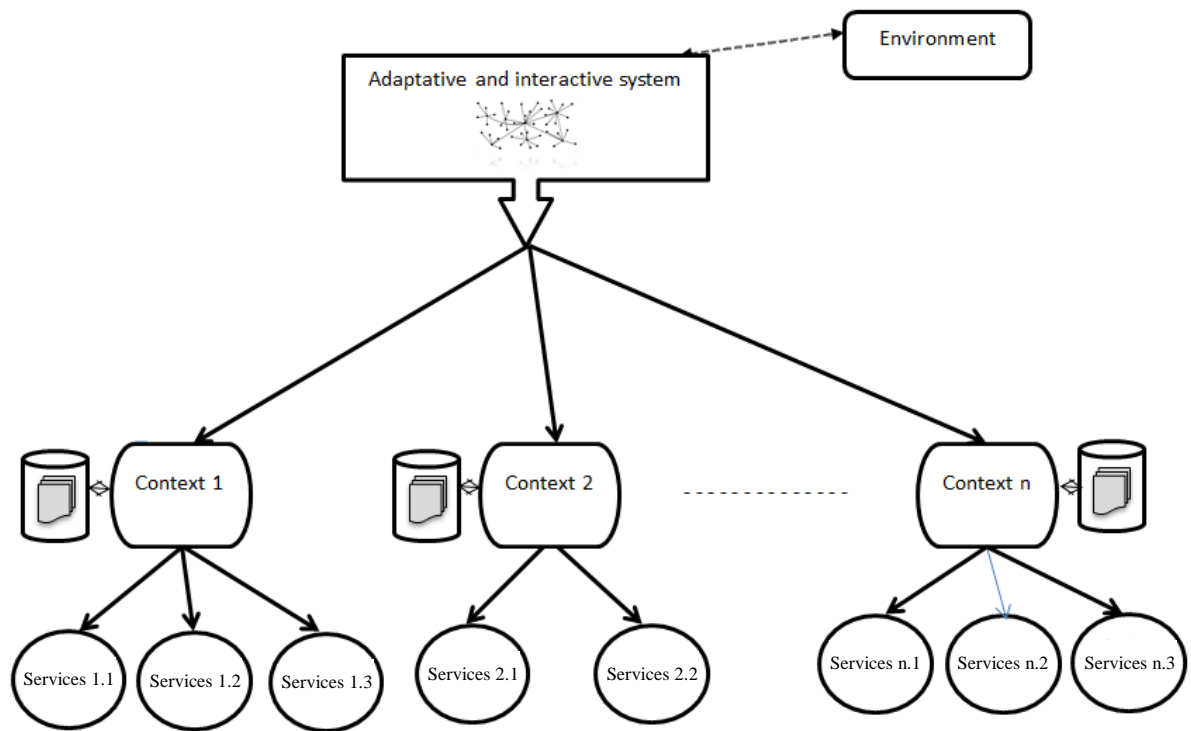 Environment
Adaptative and interactive system
Context 1
Context 2
Context n
Services 1.1
Services 1.2
Services 1.3
Services 2.1
Services 2.2
Services n.1
Services n.2
Services n.3